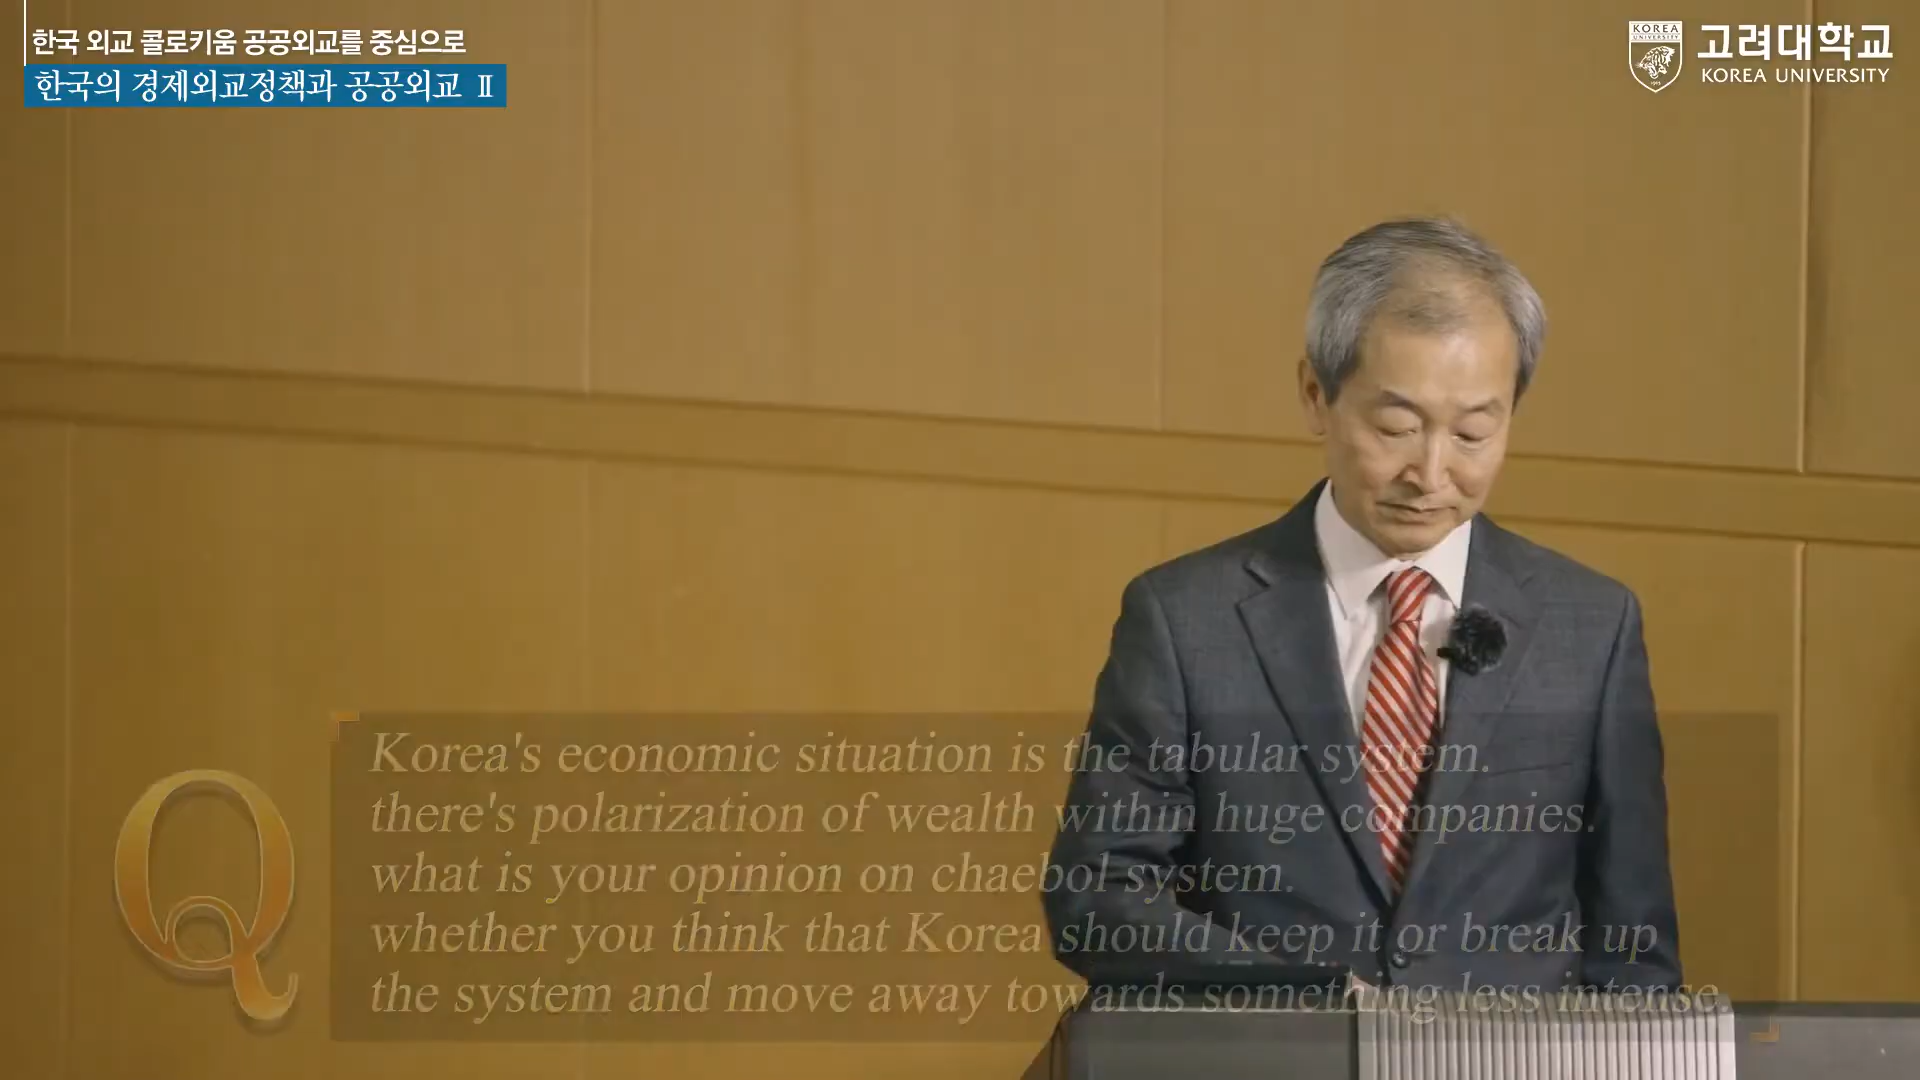 한국 외교 콜로키움 공공외교를 중심으로
한국의 경제외교정책과 공공외교 Ⅱ
KOREA
UNIVERSITY
고려대학교
KOREA UNIVERSITY
Q
Korea's economic situation is the tabular system.
there's polarization of wealth within huge companies.
what is your opinion on chaebol system.
whether you think that Korea should keep it or break up
the system and move away towards something less intense.